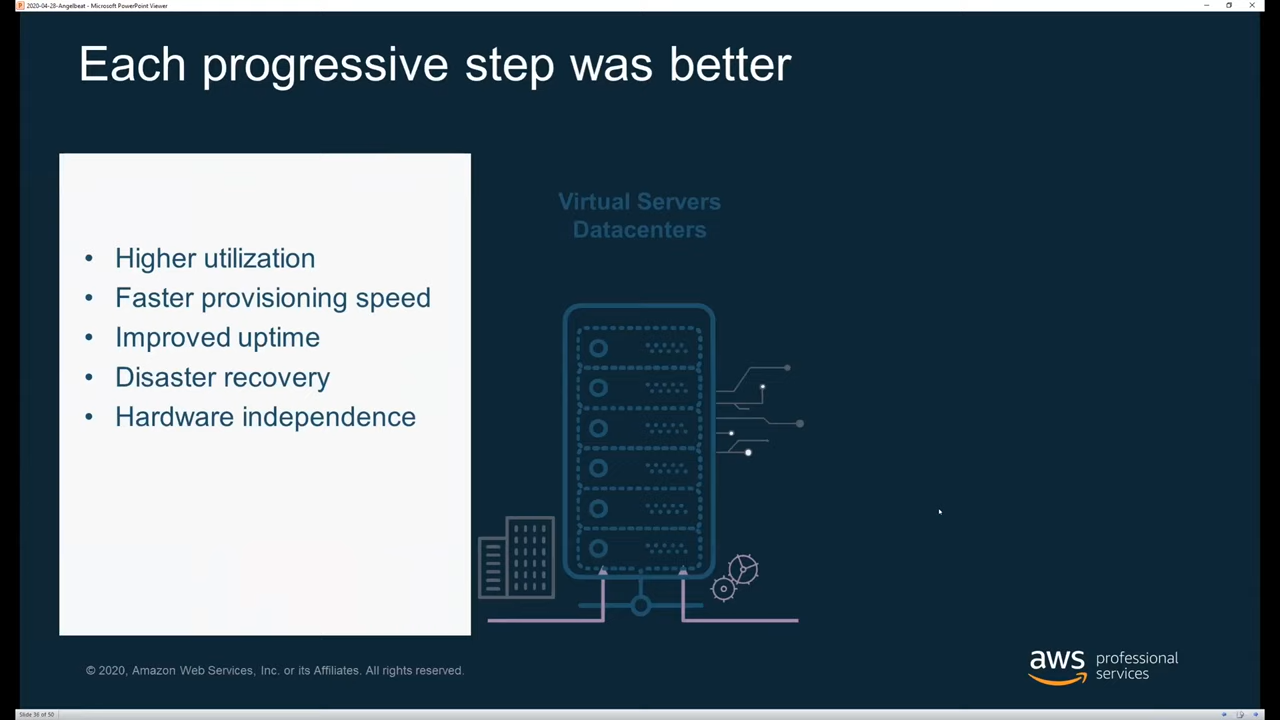 2020-04-28-Angelbeat - Microsoft PowerPoint Viewer
Each progressive step was better
Virtual Servers
Datacenters
• Higher utilization
• Faster provisioning speed
• Improved uptime
• Disaster recovery
• Hardware independence
© 2020, Amazon Web Services, Inc. or its Affiliates. All rights reserved.
aws professional
services
Slide 36 of 50